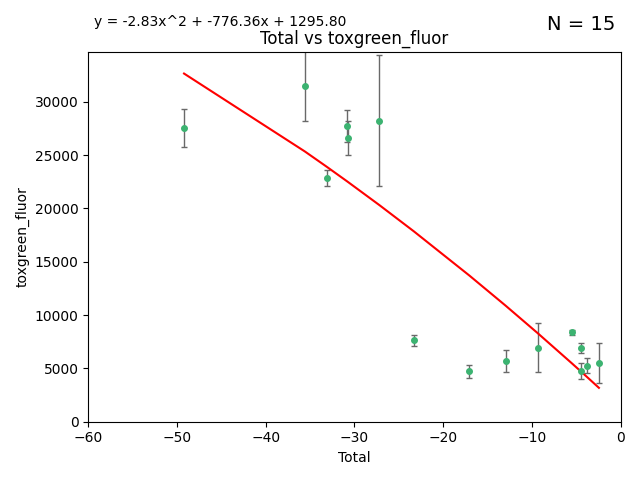 y = -2.83x^2 + -776.36x + 1295.80
N = 15
Total vs toxgreen_fluor
30000
25000
20000
15000
10000
5000
0
toxgreen_fluor
−60
−50
−40
−30
−20
−10
0
Total